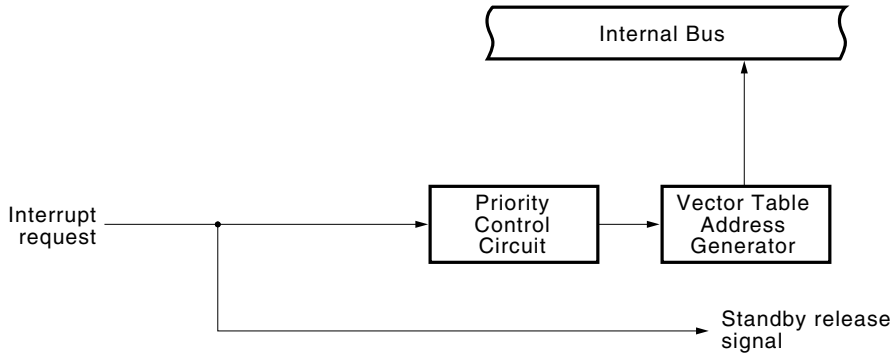 Internal Bus
Interrupt
request
Priority
Control
Circuit
Vector Table
Address
Generator
Standby release
signal